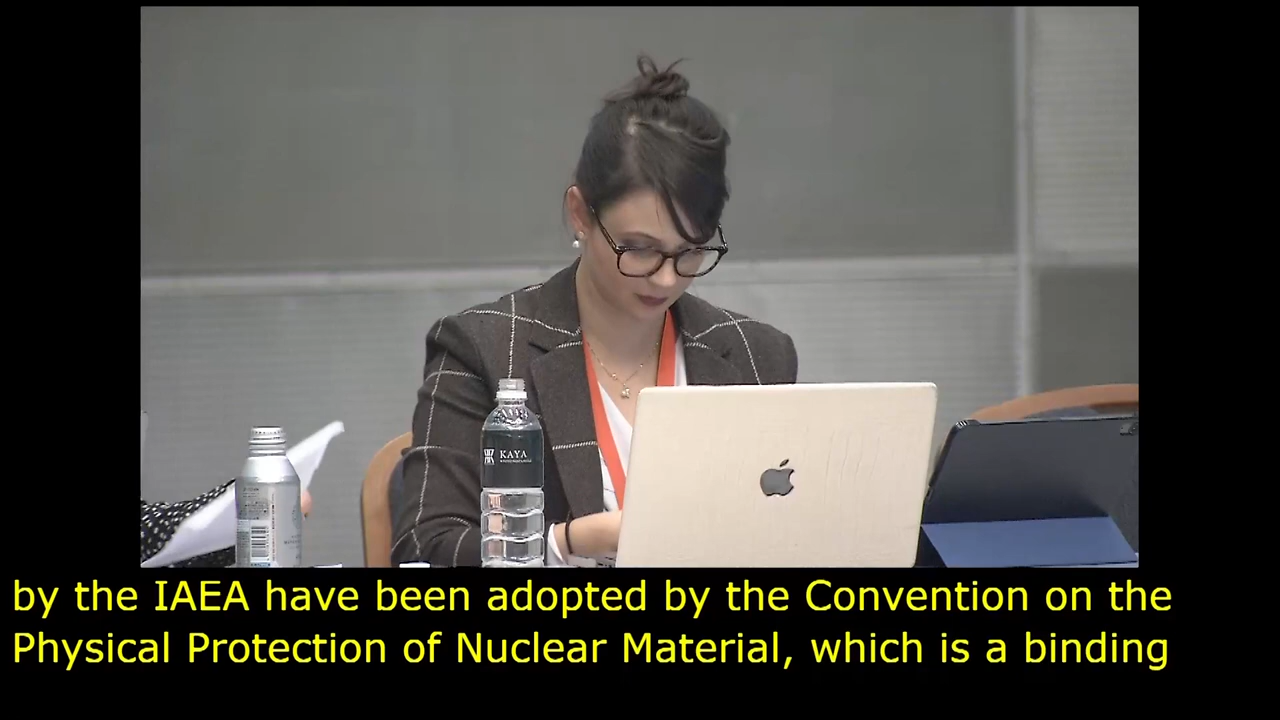 KAYA
by the IAEA have been adopted by the Convention on the
Physical Protection of Nuclear Material, which is a binding